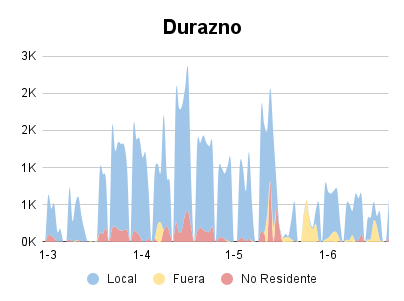 Durazno
3K
2K
2K
1K
1K
0K
1-3 1-4 1-5 1-6
Local Fuera No Residente